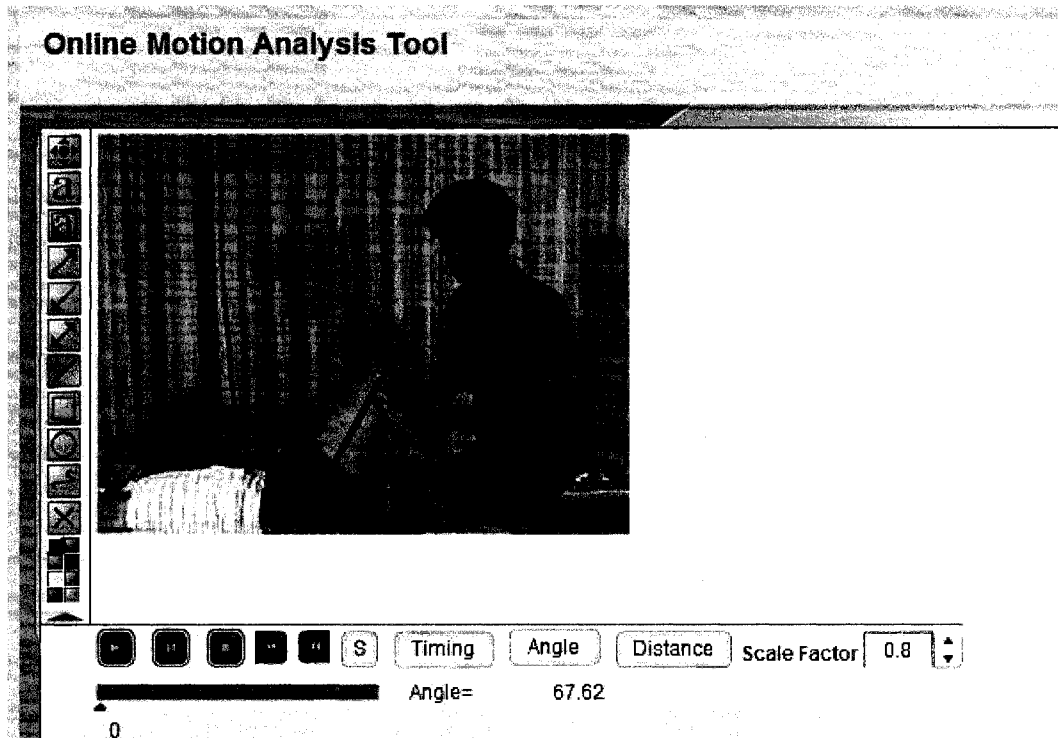 Online Motion Analysis Tool
S Timing Angle Distance Scale Factor 0.8
Angle= 67.62
0